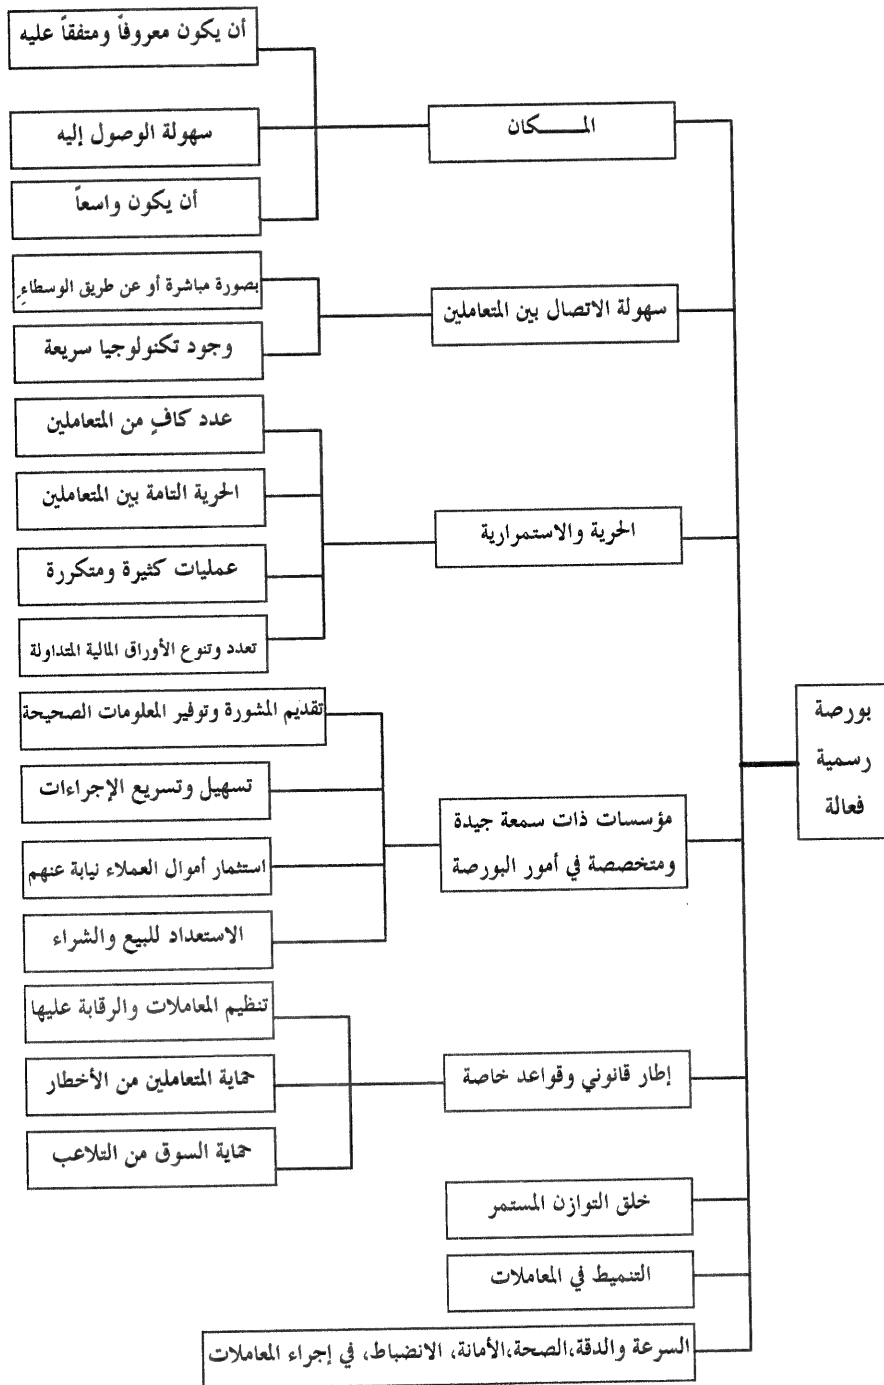 بورصة
رسمية
فعالة
المـــــكان
أن يكون معروفاً ومتفقاً عليه
سهولة الوصول إليه
أن يكون واسعاً
سهولة الاتصال بين المتعاملين
بصورة مباشرة أو عن طريق الوسطاءِ
وجود تكنولوجيا سريعة
الحرية والاستمرارية
عدد كافٍ من المتعاملين
الحرية التامة بين المتعاملين
عمليات كثيرة ومتكررة
تعدد وتنوع الأوراق المالية المتداولة
مؤسسات ذات سمعة جيدة
ومتخصصة في أمور البورصة
تقديم المشورة وتوفير المعلومات الصحيحة
تسهيل وتسريع الإجراءات
استثمار أموال العملاء نيابة عنهم
الاستعداد للبيع والشراء
إطار قانوني وقواعد خاصة
تنظيم المعاملات والرقابة عليها
حماية المتعاملين من الأخطار
حماية السوق من التلاعب
خلق التوازن المستمر
التنميط في المعاملات
السرعة والدقة،الصحة،الأمانة، الانضباط، في إجراء المعاملات